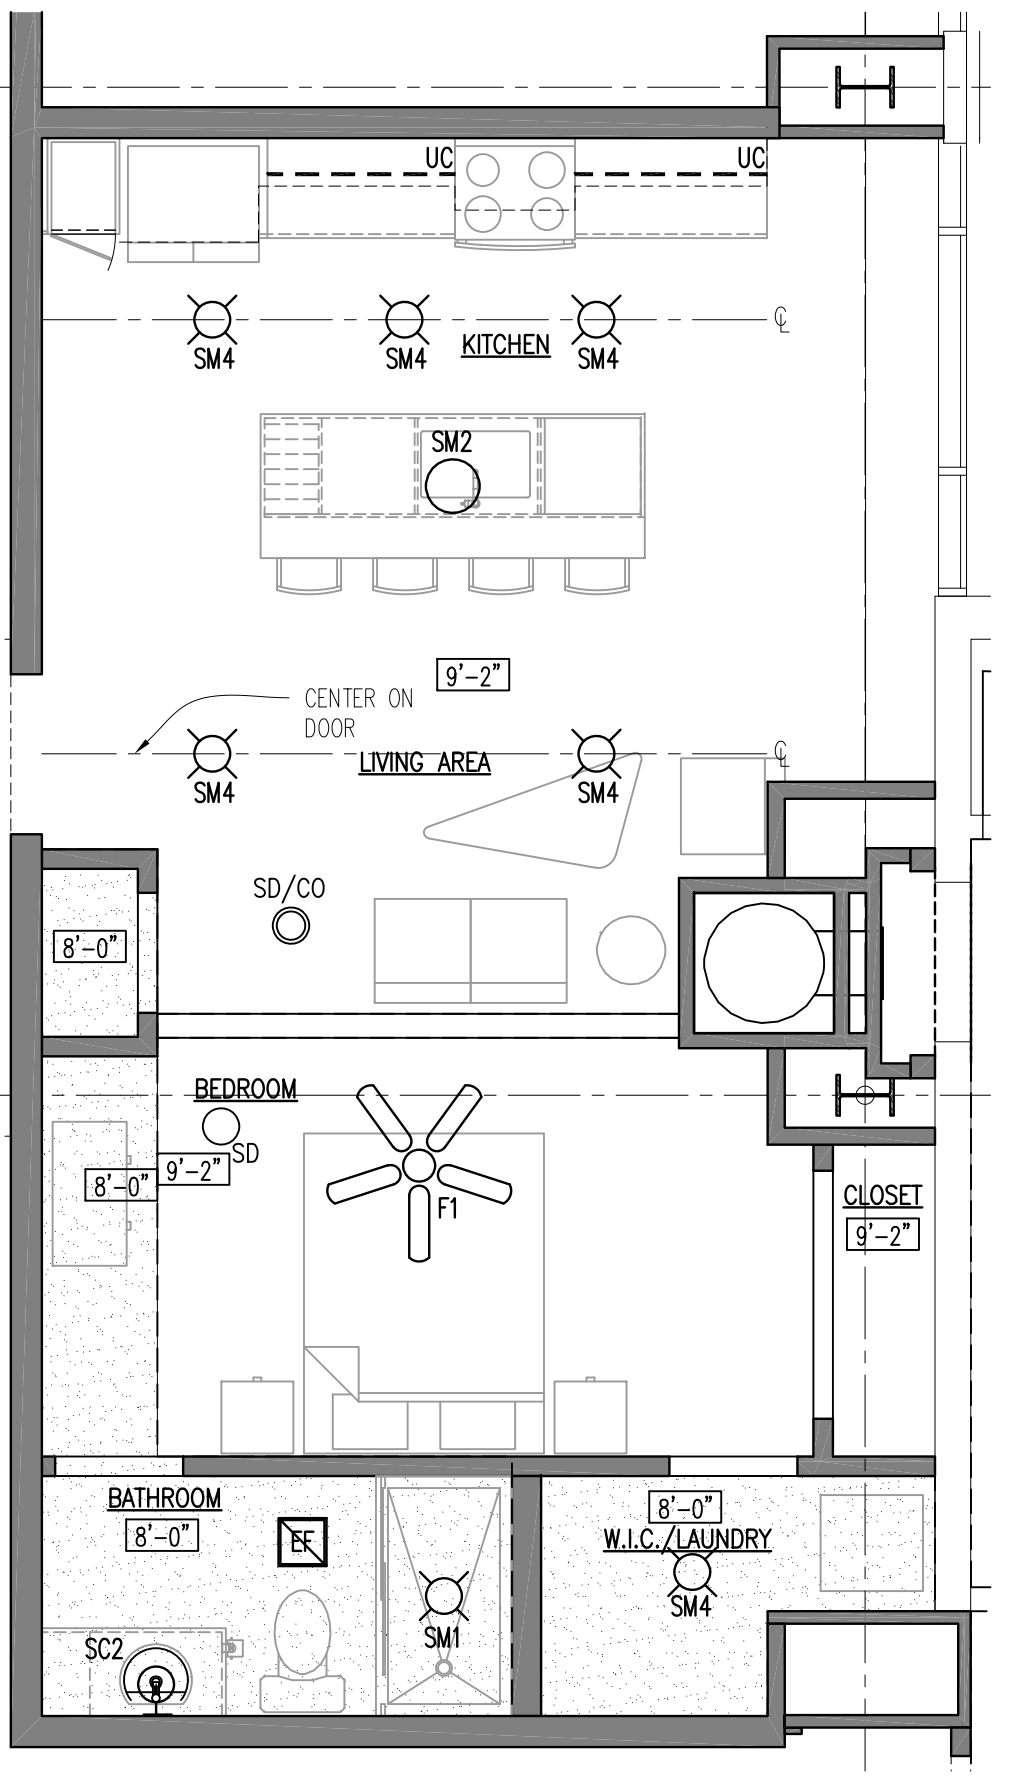 UC
UC
℄
SM4
SM4
SM4
KITCHEN
SM2
9'-2"
CENTER ON
DOOR
℄
LIVING AREA
SM4
SM4
SD/CO
8'-0"
BEDROOM
SD
9'-2"
8'-0"
F1
CLOSET
9'-2"
BATHROOM
8'-0"
EF
8'-0"
W.I.C./LAUNDRY
SM4
SM1
SC2